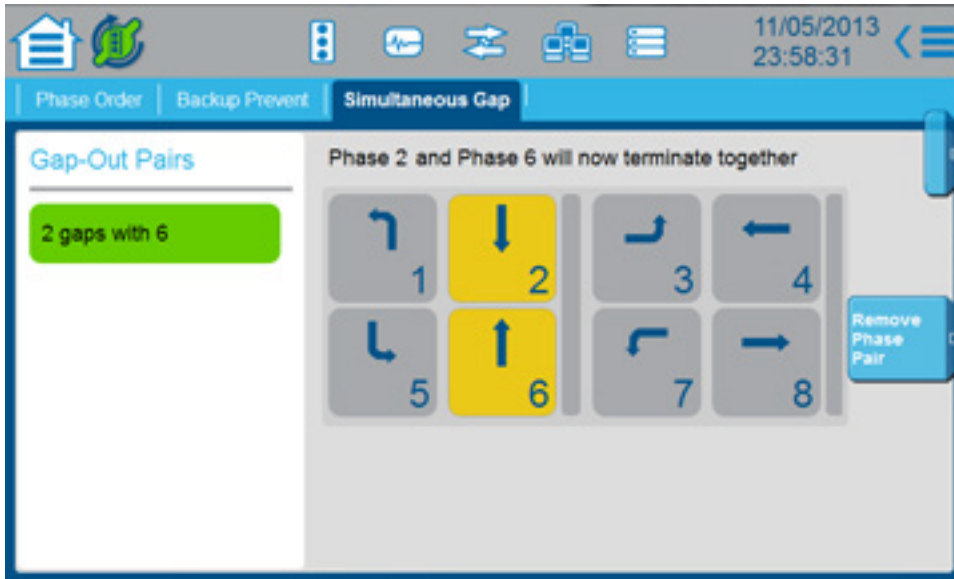 11/05/2013
23:58:31
Phase Order
Backup Prevent
Simultaneous Gap
Gap-Out Pairs
Phase 2 and Phase 6 will now terminate together
2 gaps with 6
1
2
3
4
5
6
7
8
Remove
Phase
Pair